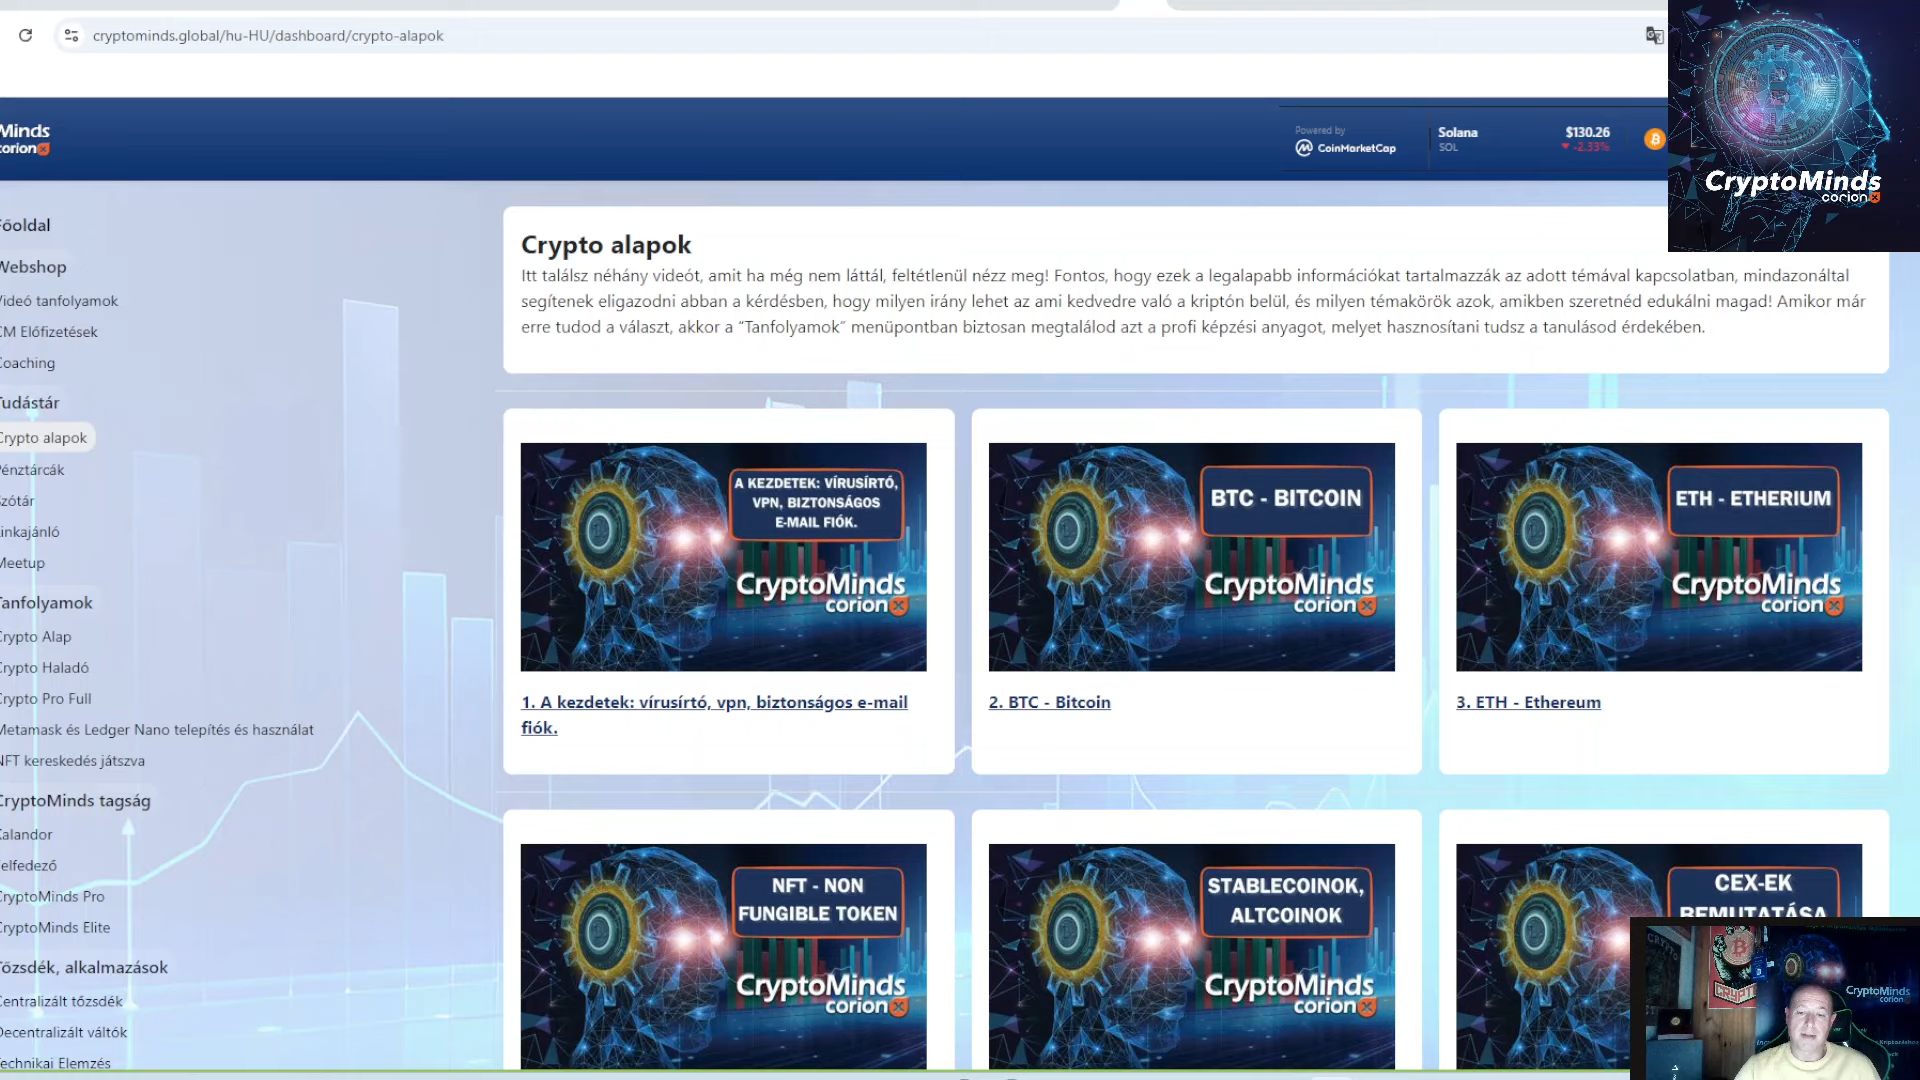 cryptominds.global/hu-HU/dashboard/crypto-alapok
Minds
corion
Powered by
CoinMarketCap
Solana
SOL
$130.26
-2.33%
CryptoMinds
corion
Főoldal
Webshop
Videó tanfolyamok
CM Előfizetések
Coaching
Tudástár
Crypto alapok
Pénztárcák
Szótár
Linkajánló
Meetup
Tanfolyamok
Crypto Alap
Crypto Haladó
Crypto Pro Full
Metamask és Ledger Nano telepítés és használat
NFT kereskedés játszva
CryptoMinds tagság
Kalandor
Felfedező
CryptoMinds Pro
CryptoMinds Elite
Tőzsdék, alkalmazások
Centralizált tőzsdék
Decentralizált váltók
Technikai Elemzés
Crypto alapok
Itt találsz néhány videót, amit ha még nem láttál, feltétlenül nézz meg! Fontos, hogy ezek a legalapabb információkat tartalmazzák az adott témával kapcsolatban, mindazonáltal
segítenek eligazodni abban a kérdésben, hogy milyen irány lehet az ami kedvedre való a kriptón belül, és milyen témakörök azok, amikben szeretnéd edukálni magad! Amikor már
erre tudod a választ, akkor a “Tanfolyamok” menüpontban biztosan megtalálod azt a profi képzési anyagot, melyet hasznosítani tudsz a tanulásod érdekében.
A KEZDETEK: VÍRUSÍRTÓ,
VPN, BIZTONSÁGOS
E-MAIL FIÓK.
CryptoMinds
corion
1. A kezdetek: vírusírtó, vpn, biztonságos e-mail
fiók.
BTC - BITCOIN
CryptoMinds
corion
2. BTC - Bitcoin
ETH - ETHERIUM
CryptoMinds
corion
3. ETH - Ethereum
NFT - NON
FUNGIBLE TOKEN
CryptoMinds
corion
STABLECOINOK,
ALTCOINOK
CryptoMinds
corion
CEX-EK
BEMUTATÁSA
CRYPTO
CryptoMinds
corion